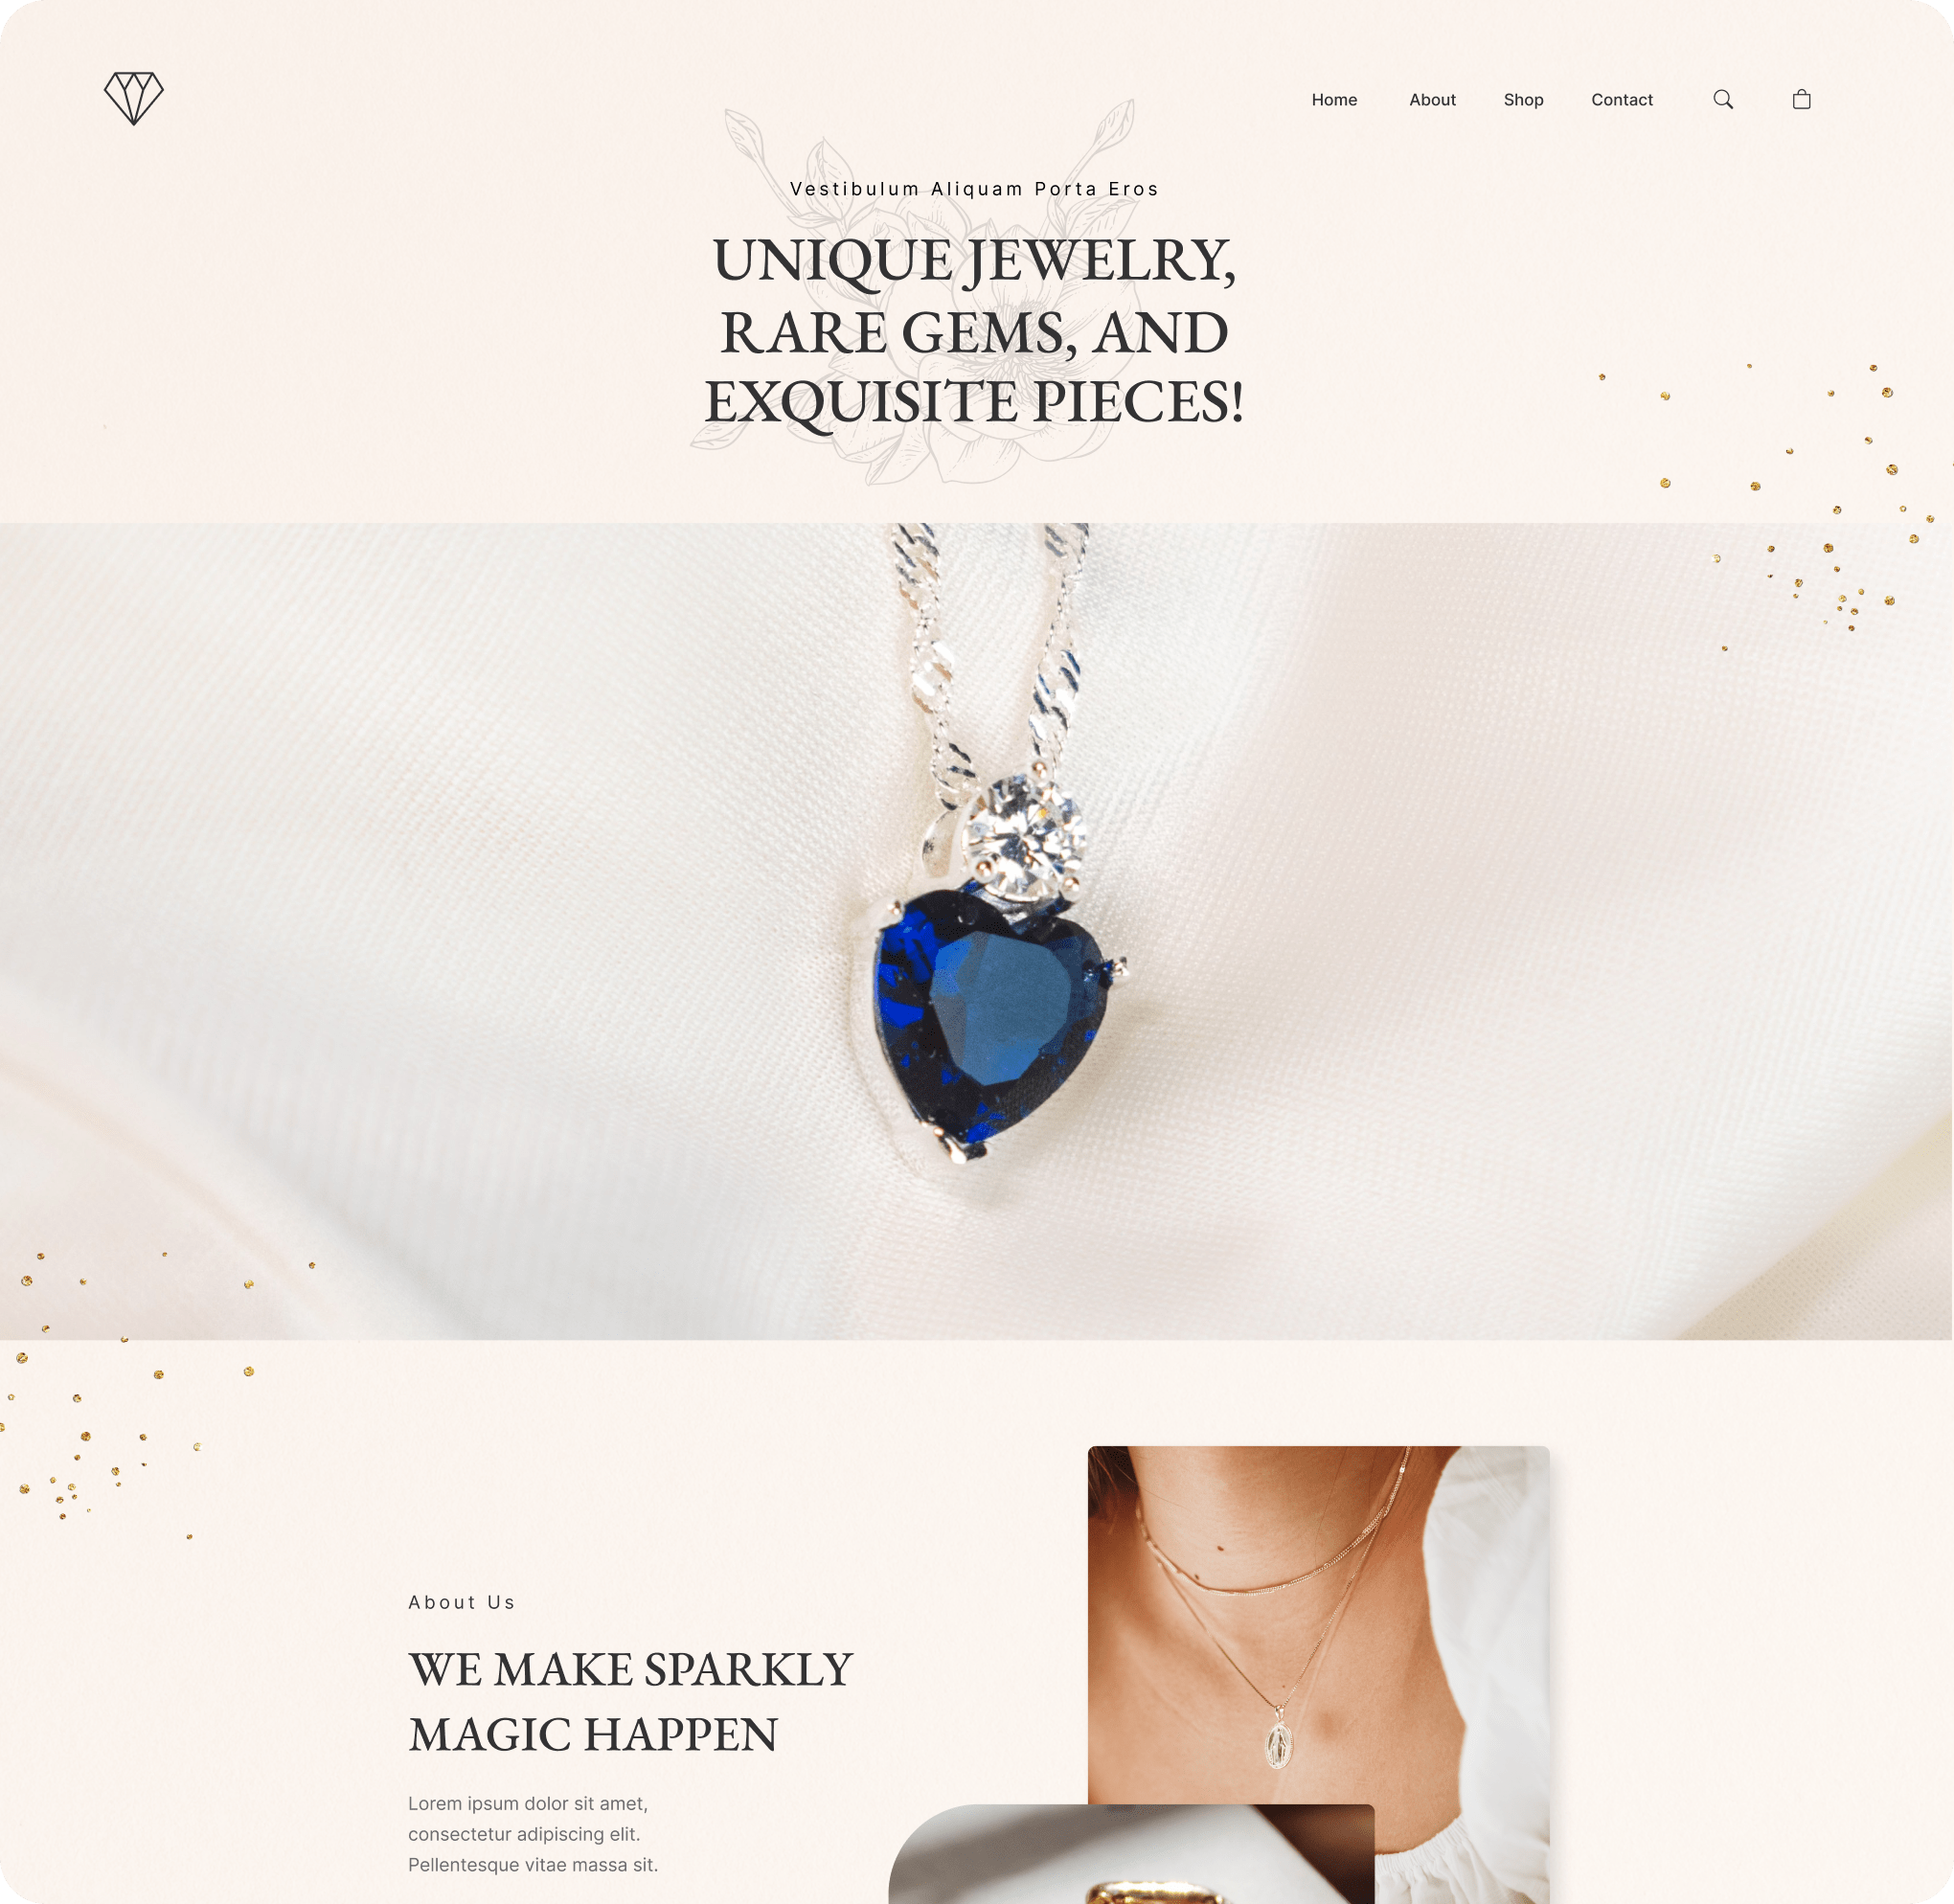 Home
About
Shop
Contact
Vestibulum Aliquam Porta Eros
UNIQUE JEWELRY,
RARE GEMS, AND
EXQUISITE PIECES!
About Us
WE MAKE SPARKLY
MAGIC HAPPEN
Lorem ipsum dolor sit amet,
consectetur adipiscing elit.
Pellentesque vitae massa sit.